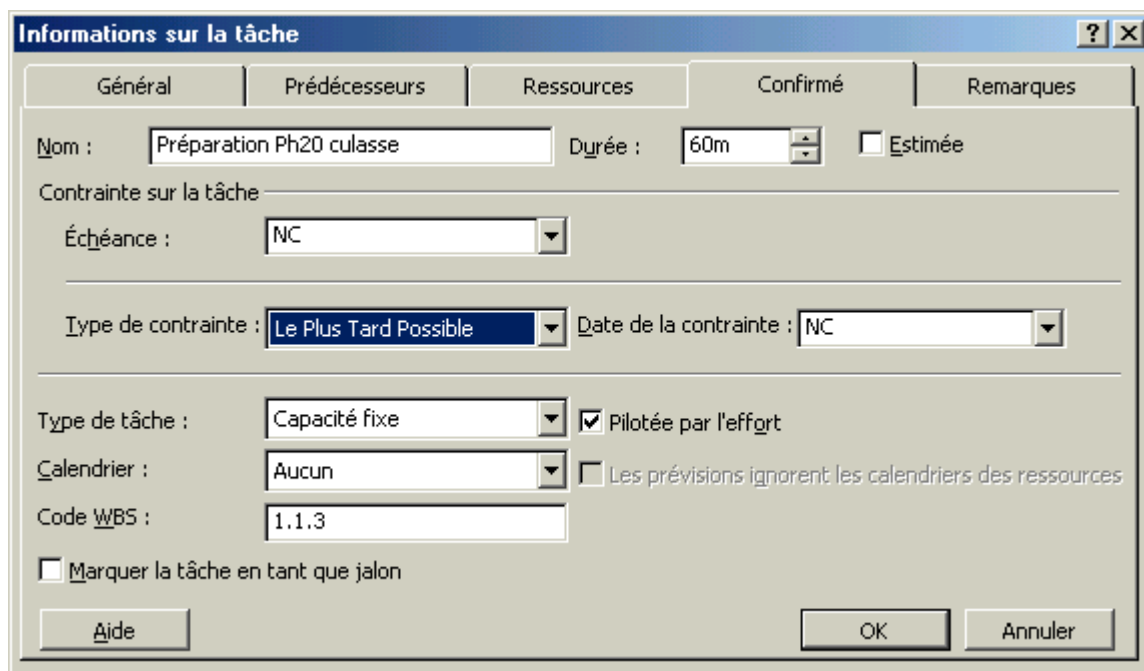 Informations sur la tâche
Général Prédécesseurs Ressources Confirmé Remarques
Nom : Préparation Ph20 culasse Durée : 60m Estimée
Contrainte sur la tâche
Échéance : NC
Type de contrainte : Le Plus Tard Possible Date de la contrainte : NC
Type de tâche : Capacité fixe Pilotée par l'effort
Calendrier : Aucun Les prévisions ignorent les calendriers des ressources
Code WBS : 1.1.3
Marquer la tâche en tant que jalon
Aide OK Annuler